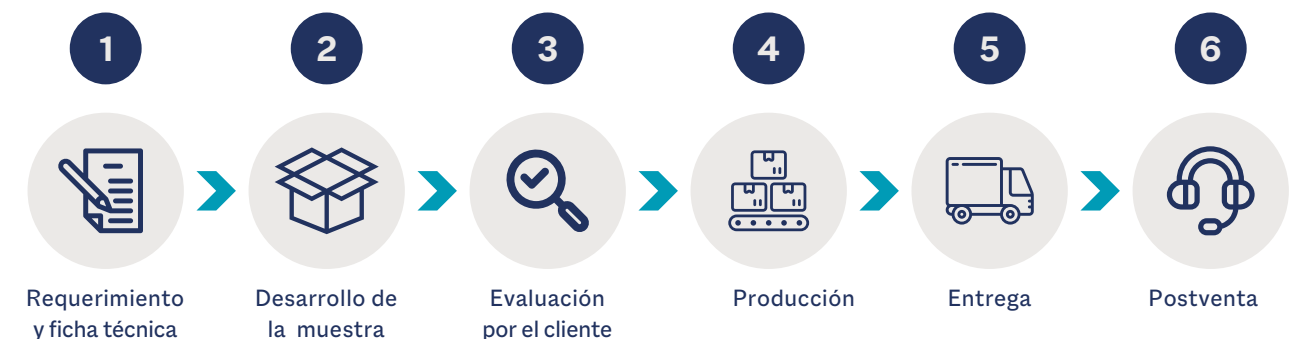 1
2
3
4
5
6
Requerimiento
y ficha técnica
Desarrollo de
la muestra
Evaluación
por el cliente
Producción
Entrega
Postventa